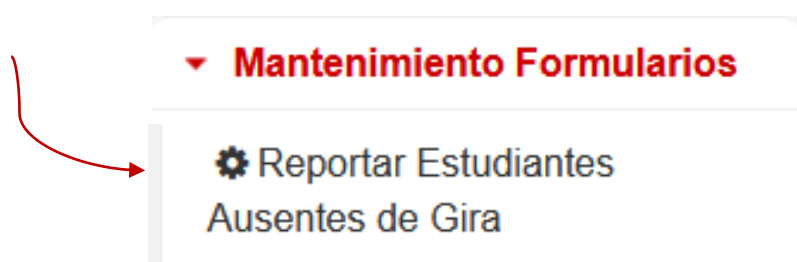 Mantenimiento Formularios
Reportar Estudiantes
Ausentes de Gira